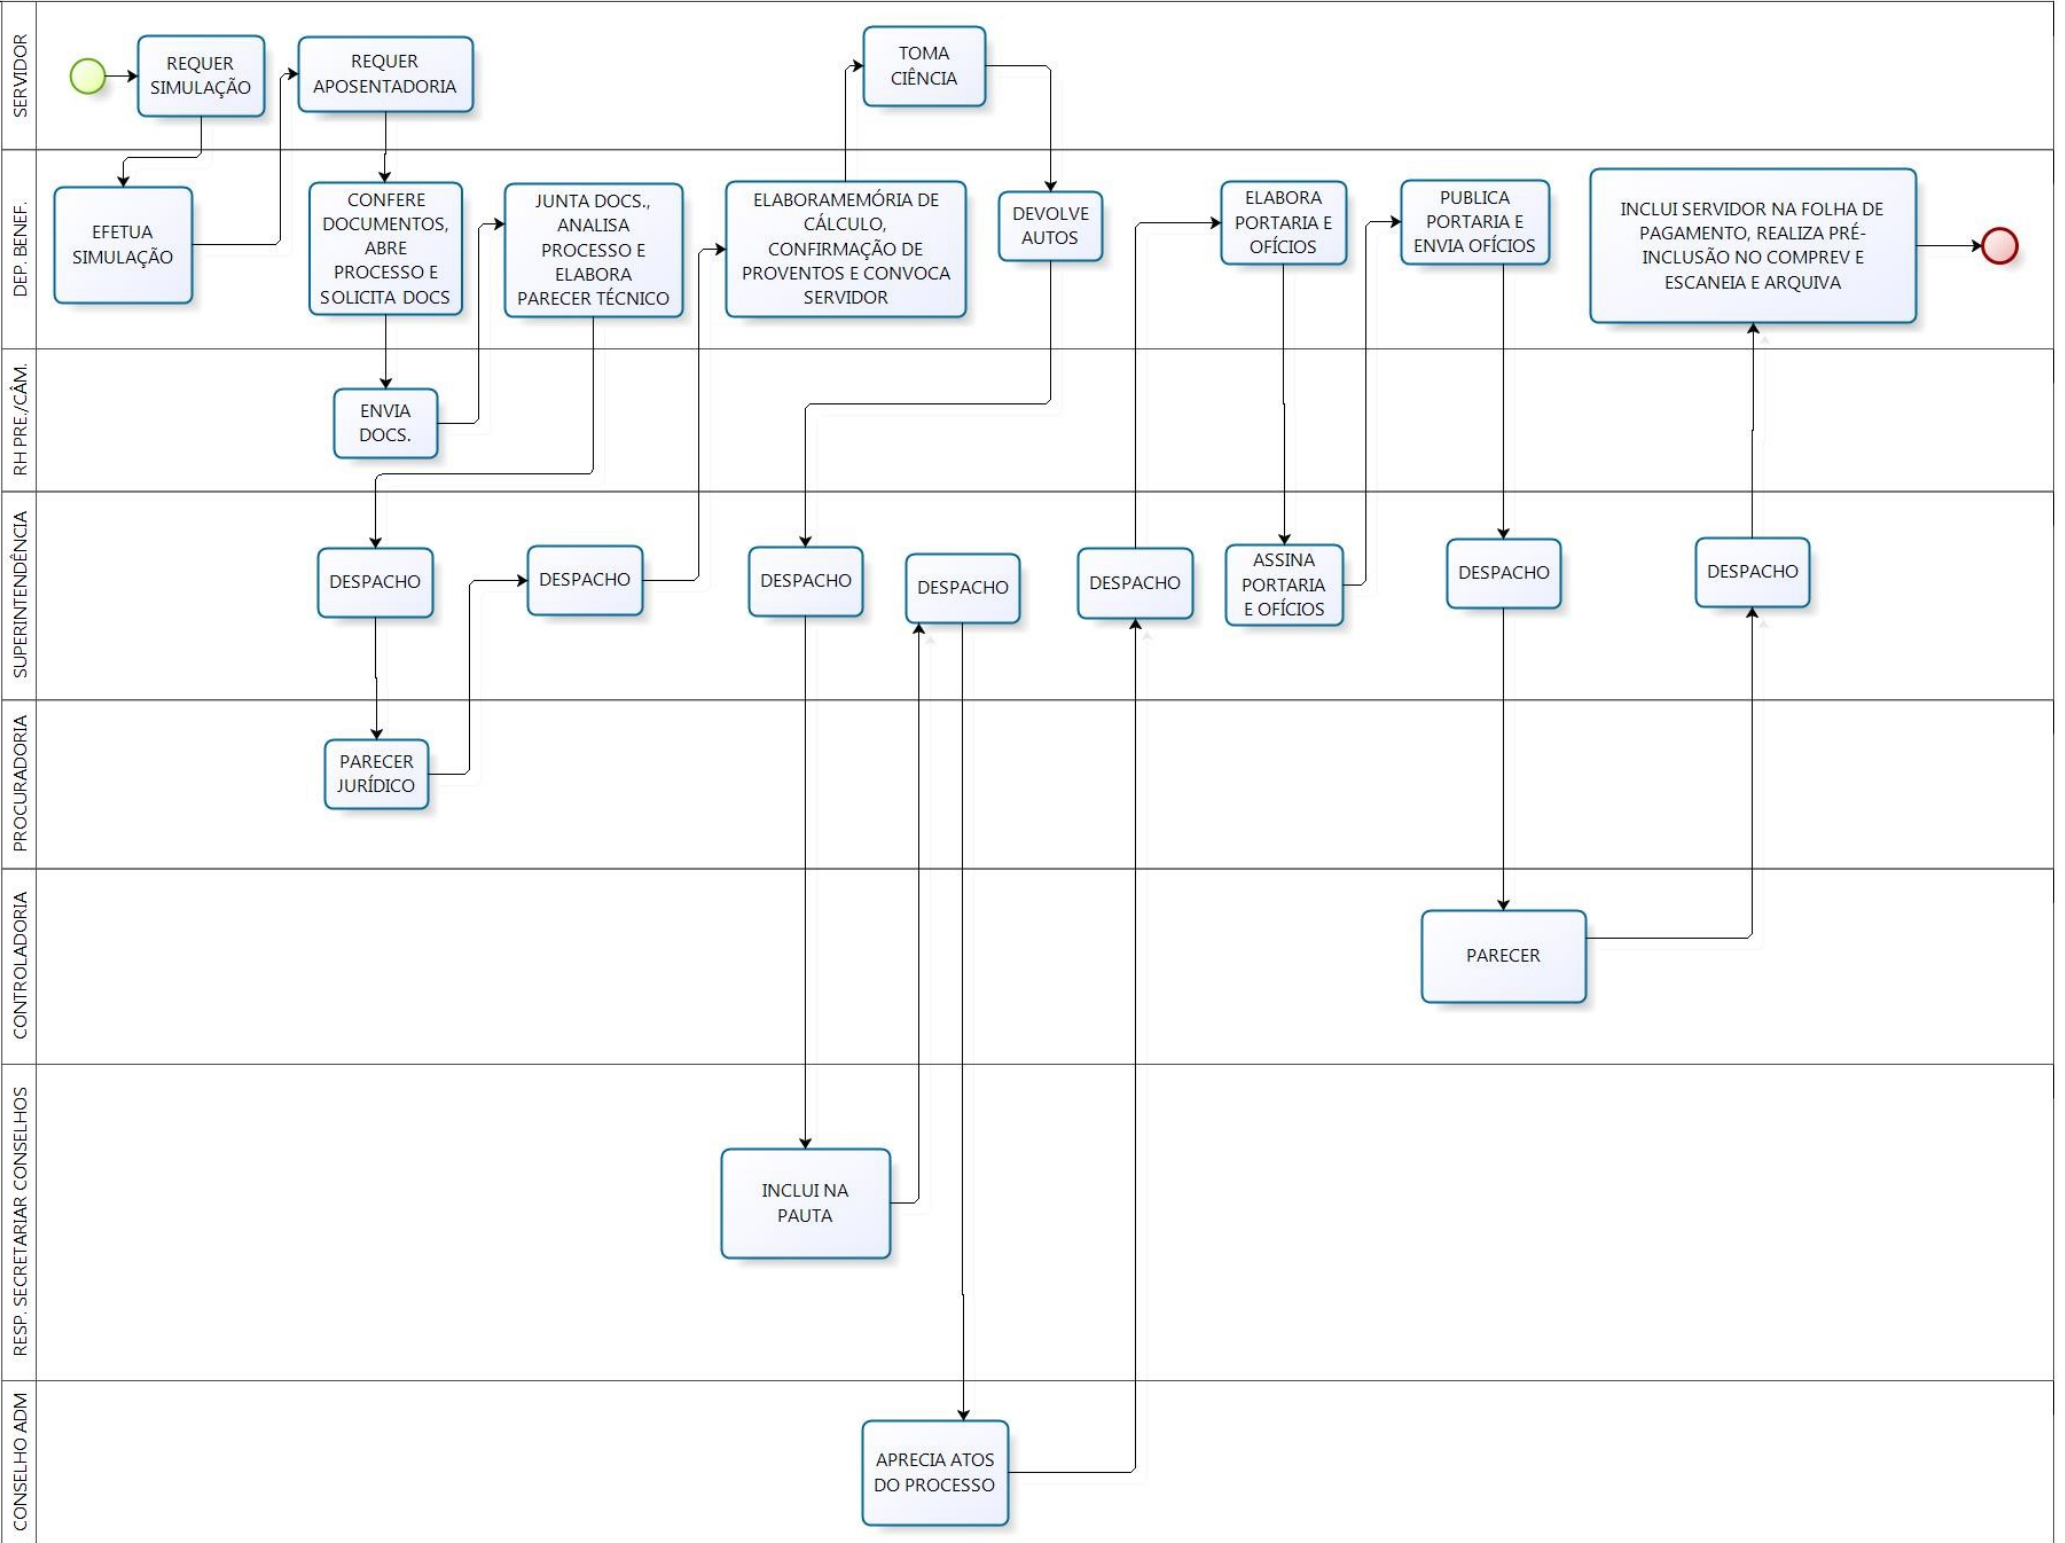 SERVIDOR
REQUER
SIMULAÇÃO
REQUER
APOSENTADORIA
TOMA
CIÊNCIA
DEP. BENEF.
EFETUA
SIMULAÇÃO
CONFERE
DOCUMENTOS,
ABRE
PROCESSO E
SOLICITA DOCS
JUNTA DOCS.,
ANALISA
PROCESSO E
ELABORA
PARECER TÉCNICO
ELABORAMEMÓRIA DE
CÁLCULO,
CONFIRMAÇÃO DE
PROVENTOS E CONVOCA
SERVIDOR
DEVOLVE
AUTOS
ELABORA
PORTARIA E
OFÍCIOS
PUBLICA
PORTARIA E
ENVIA OFÍCIOS
INCLUI SERVIDOR NA FOLHA DE
PAGAMENTO, REALIZA PRÉ-
INCLUSÃO NO COMPREV E
ESCANEIA E ARQUIVA
RH PRE./CÂM.
ENVIA
DOCS.
SUPERINTENDÊNCIA
DESPACHO
DESPACHO
DESPACHO
DESPACHO
DESPACHO
ASSINA
PORTARIA
E OFÍCIOS
DESPACHO
DESPACHO
PROCURADORIA
PARECER
JURÍDICO
CONTROLADORIA
PARECER
RESP. SECRETARIAR CONSELHOS
INCLUI NA
PAUTA
CONSELHO ADM
APRECIA ATOS
DO PROCESSO